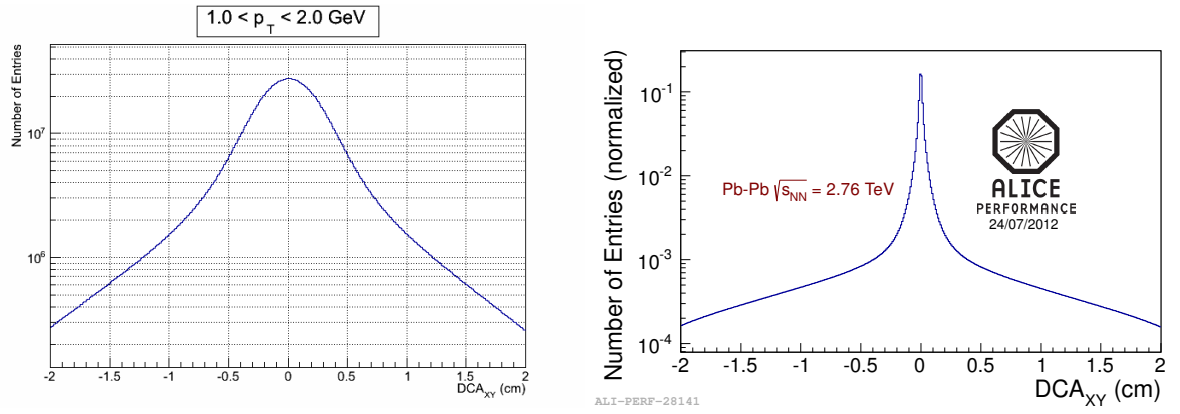 1.0 < p_T < 2.0 GeV
Number of Entries
10^7
10^6
-2 -1.5 -1 -0.5 0 0.5 1 1.5 2
DCA_XY (cm)
Number of Entries (normalized)
10^-1
10^-2
10^-3
10^-4
Pb-Pb √s_NN = 2.76 TeV
ALICE
PERFORMANCE
24/07/2012
-2 -1.5 -1 -0.5 0 0.5 1 1.5 2
DCA_XY (cm)
ALI-PERF-28141